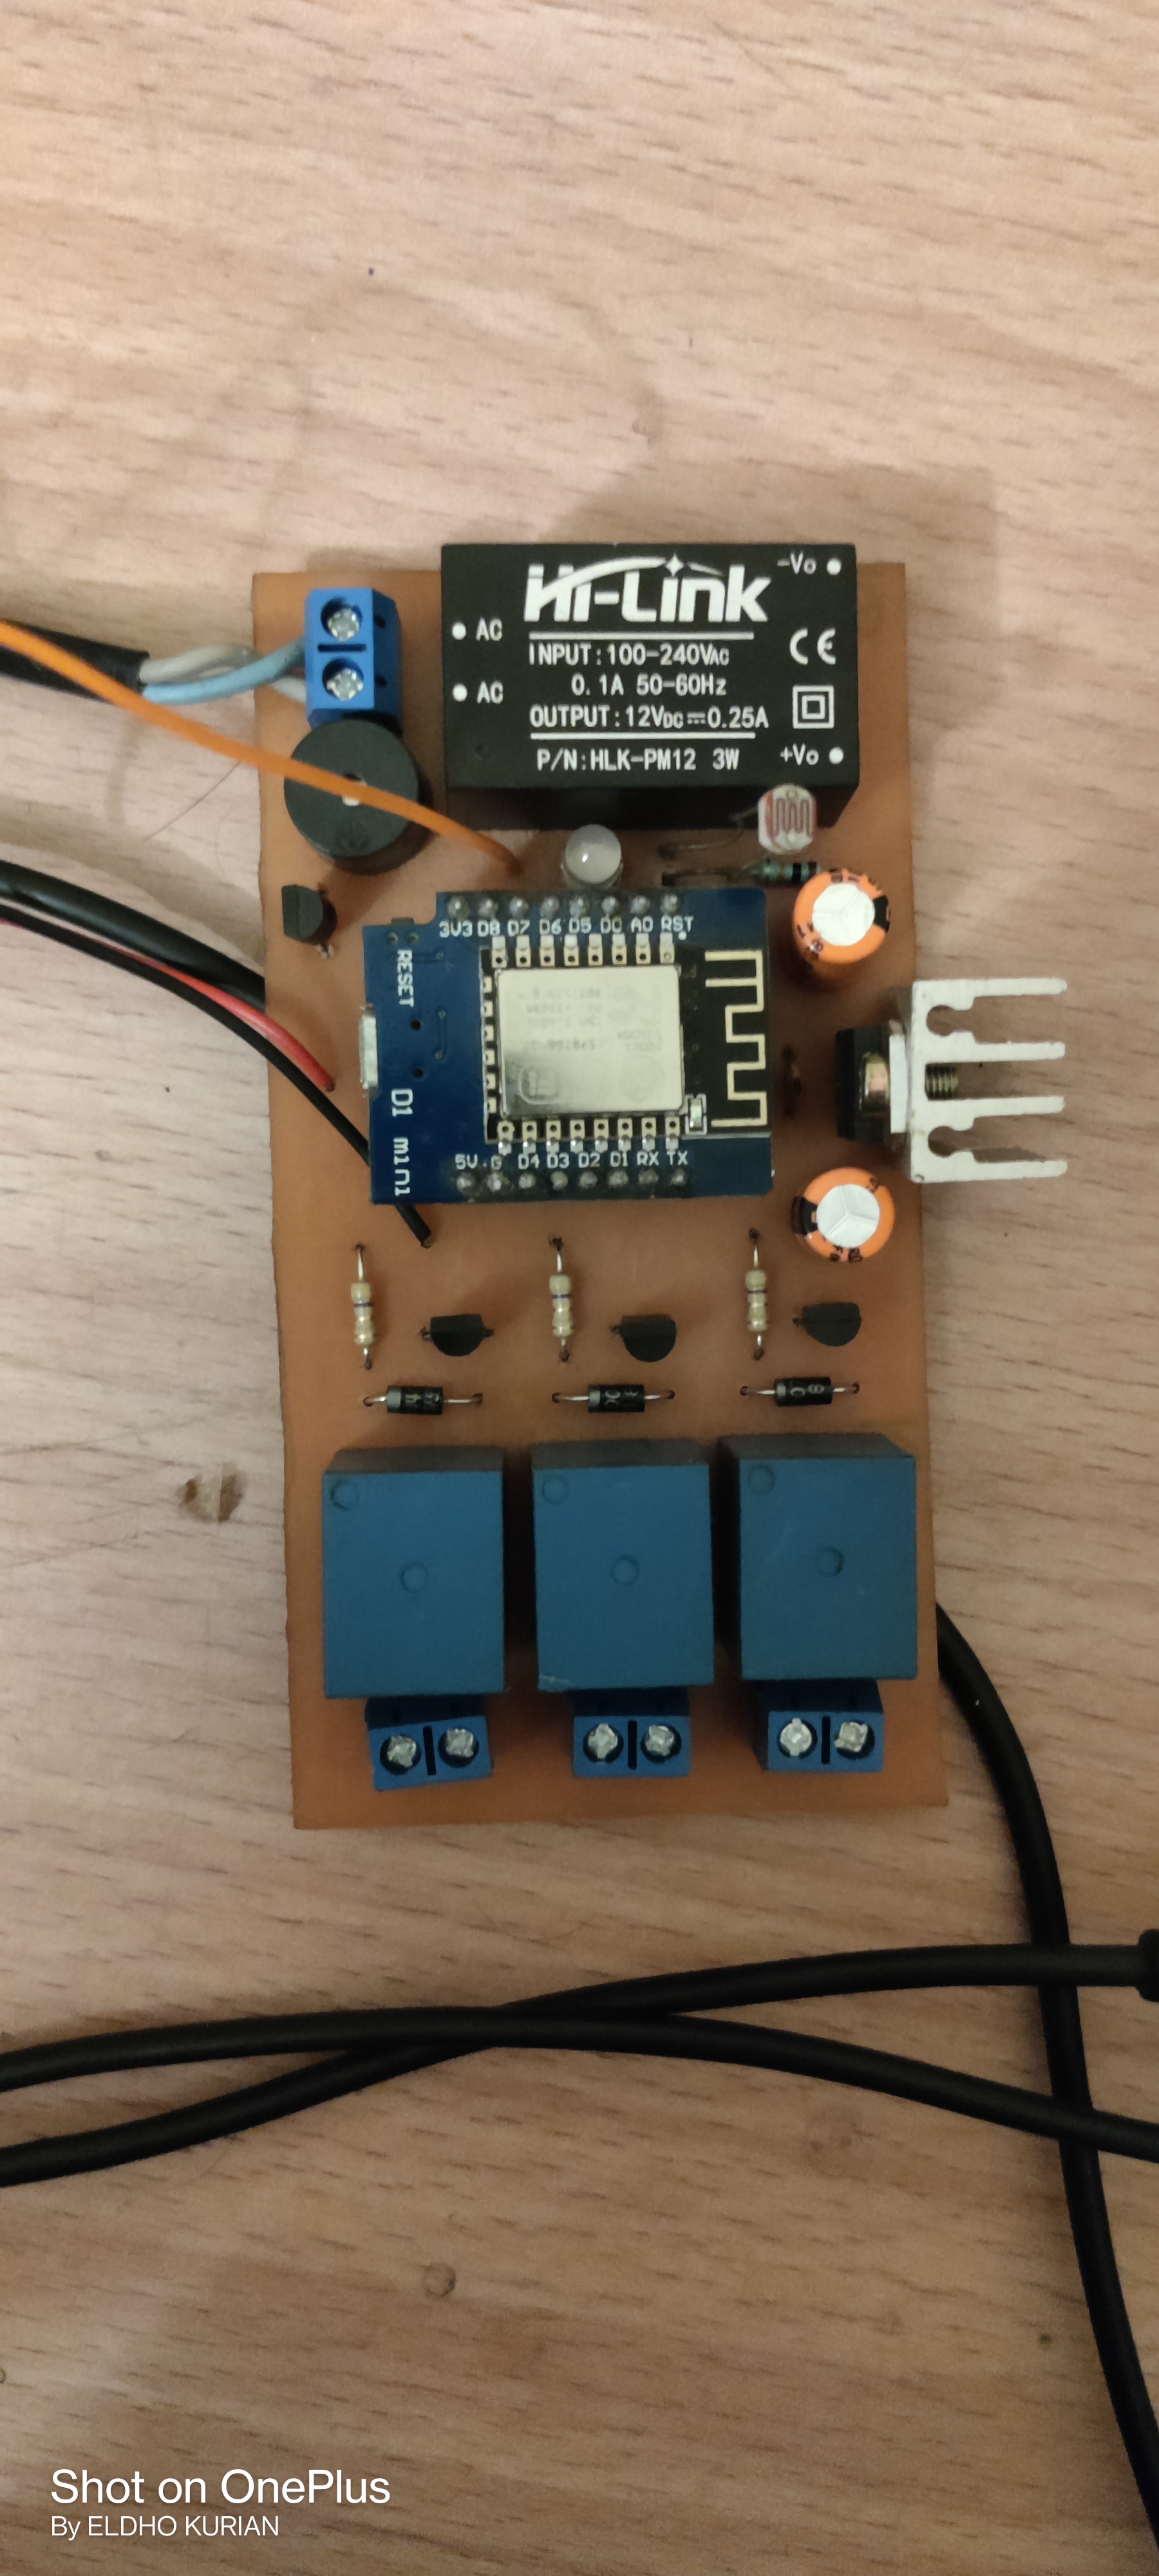 Hi-Link
-Vo
AC
INPUT:100-240VAC
CE
AC
0.1A 50-60Hz
OUTPUT:12VDC⎓0.25A
P/N:HLK-PM12 3W
+Vo
3V3 D8 D7 D6 D5 D0 A0 RST
RESET
D1 mini
5V G D4 D3 D2 D1 RX TX
Shot on OnePlus
By ELDHO KURIAN